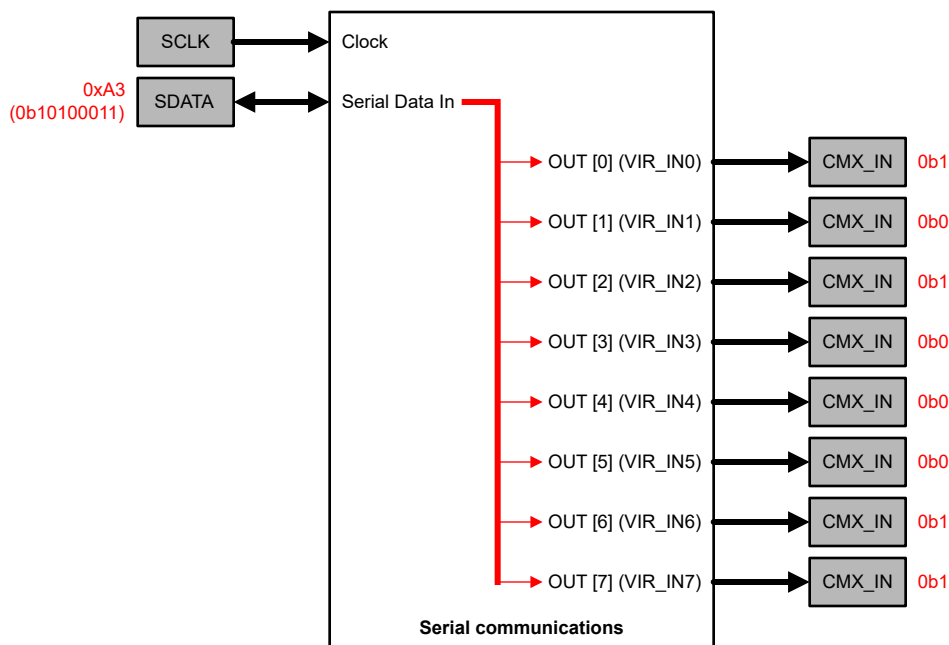 SCLK
Clock
0xA3
(0b10100011)
SDATA
Serial Data In
OUT [0] (VIR_IN0)
CMX_IN
0b1
OUT [1] (VIR_IN1)
CMX_IN
0b0
OUT [2] (VIR_IN2)
CMX_IN
0b1
OUT [3] (VIR_IN3)
CMX_IN
0b0
OUT [4] (VIR_IN4)
CMX_IN
0b0
OUT [5] (VIR_IN5)
CMX_IN
0b0
OUT [6] (VIR_IN6)
CMX_IN
0b1
OUT [7] (VIR_IN7)
CMX_IN
0b1
Serial communications